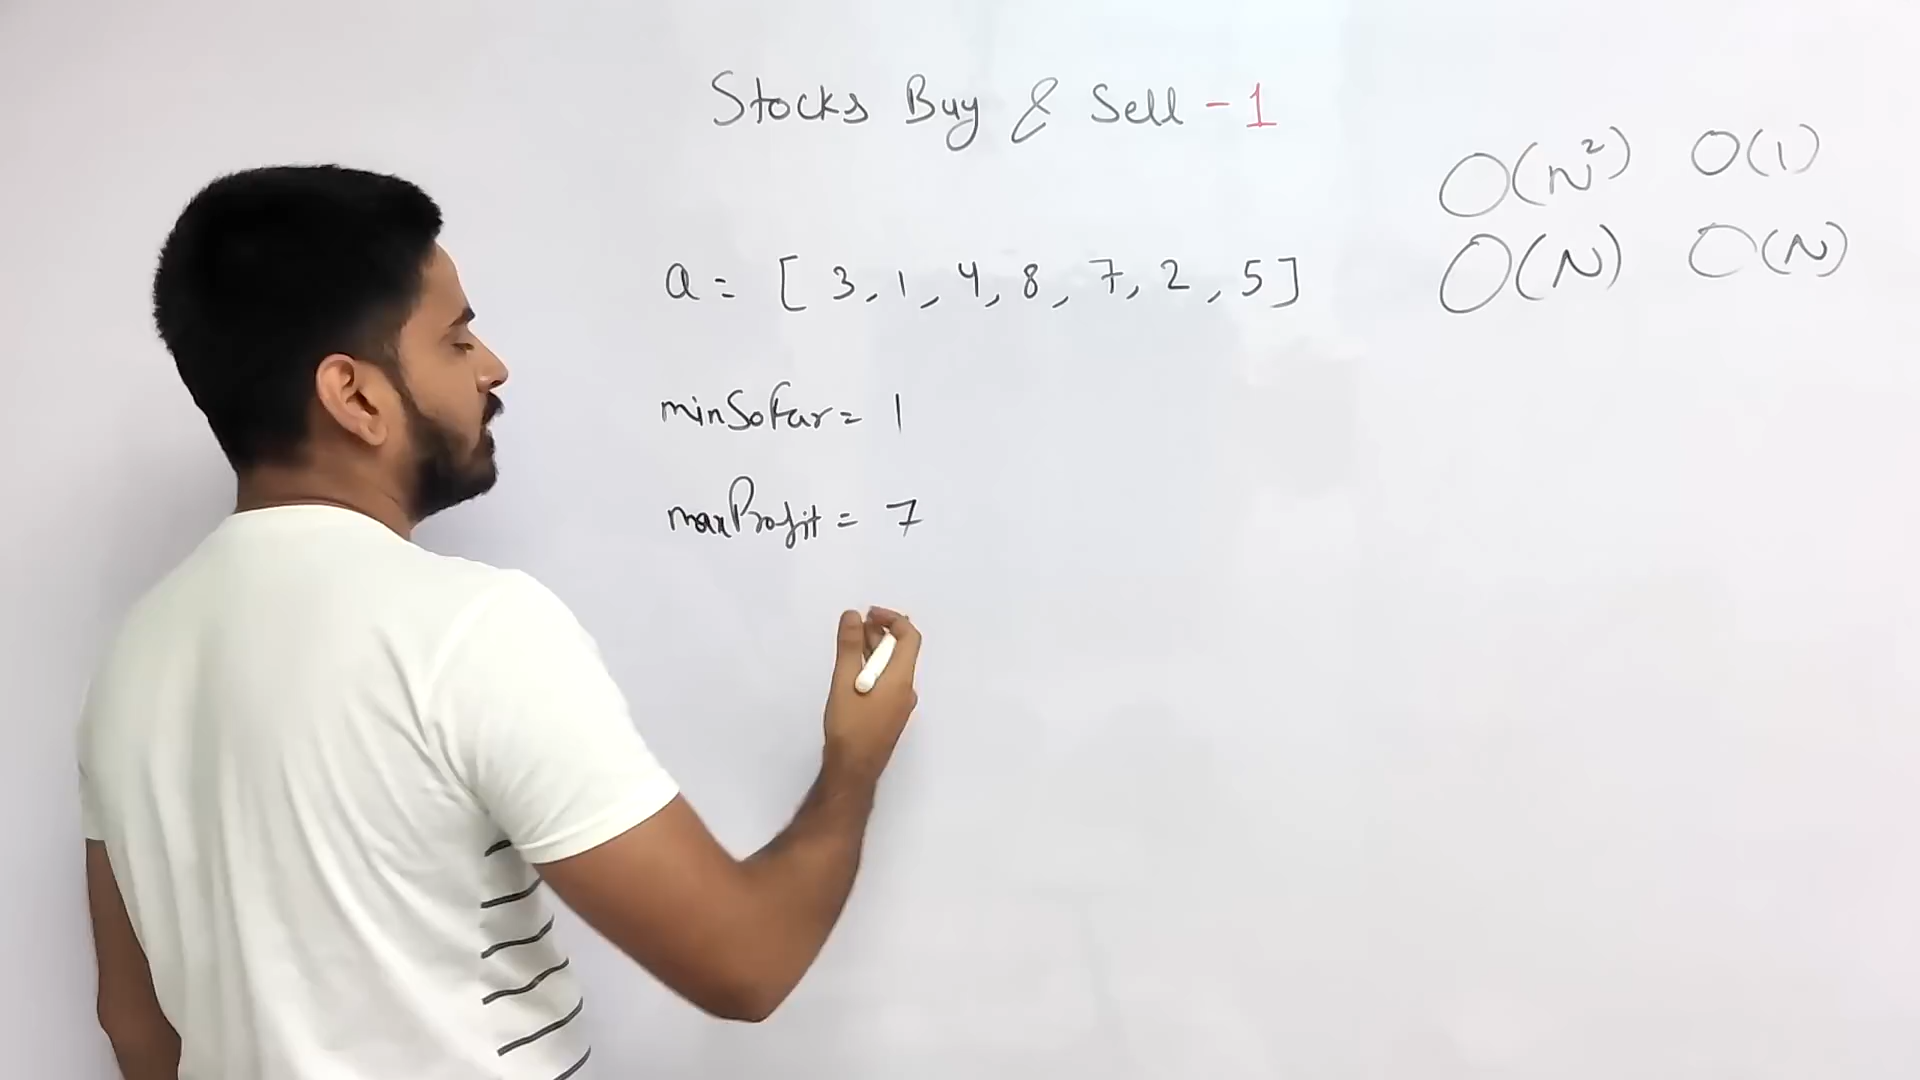 Stocks Buy & Sell - 1
O(N²) O(1)
O(N) O(N)
a = [ 3, 1, 4, 8, 7, 2, 5 ]
minSoFar = 1
maxProfit = 7